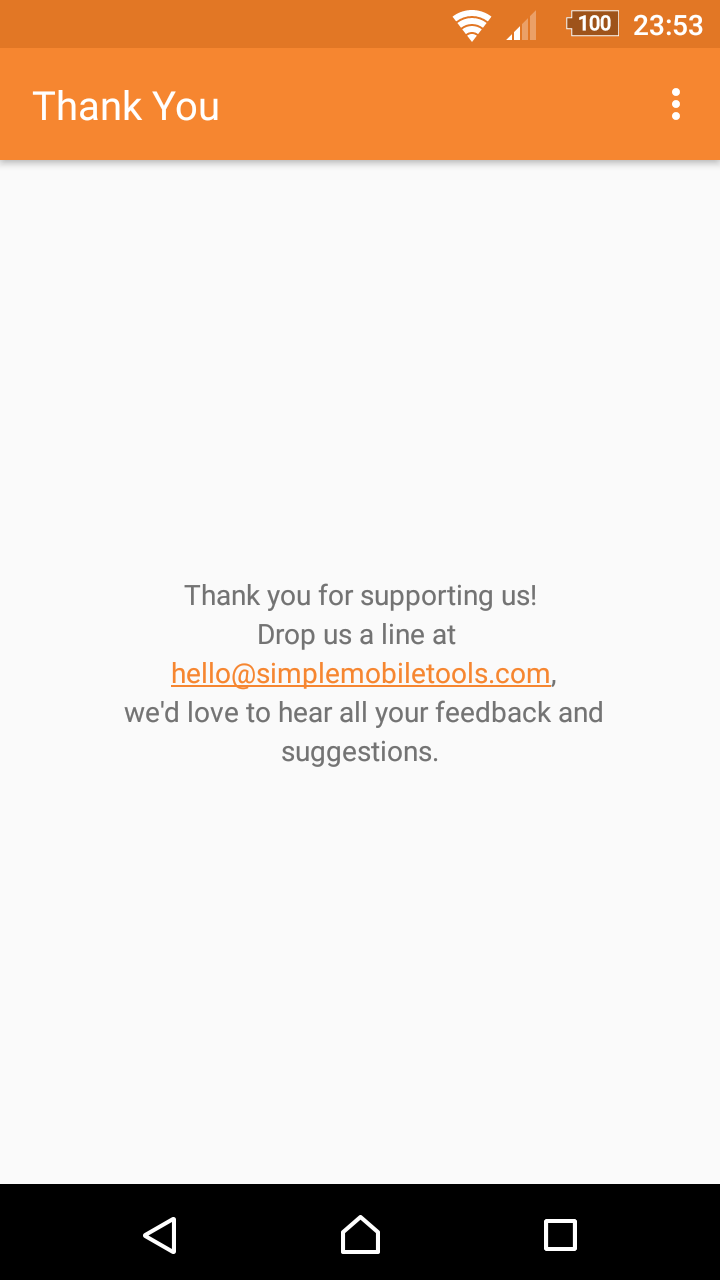 100 23:53
Thank You
Thank you for supporting us!
Drop us a line at
hello@simplemobiletools.com,
we'd love to hear all your feedback and
suggestions.